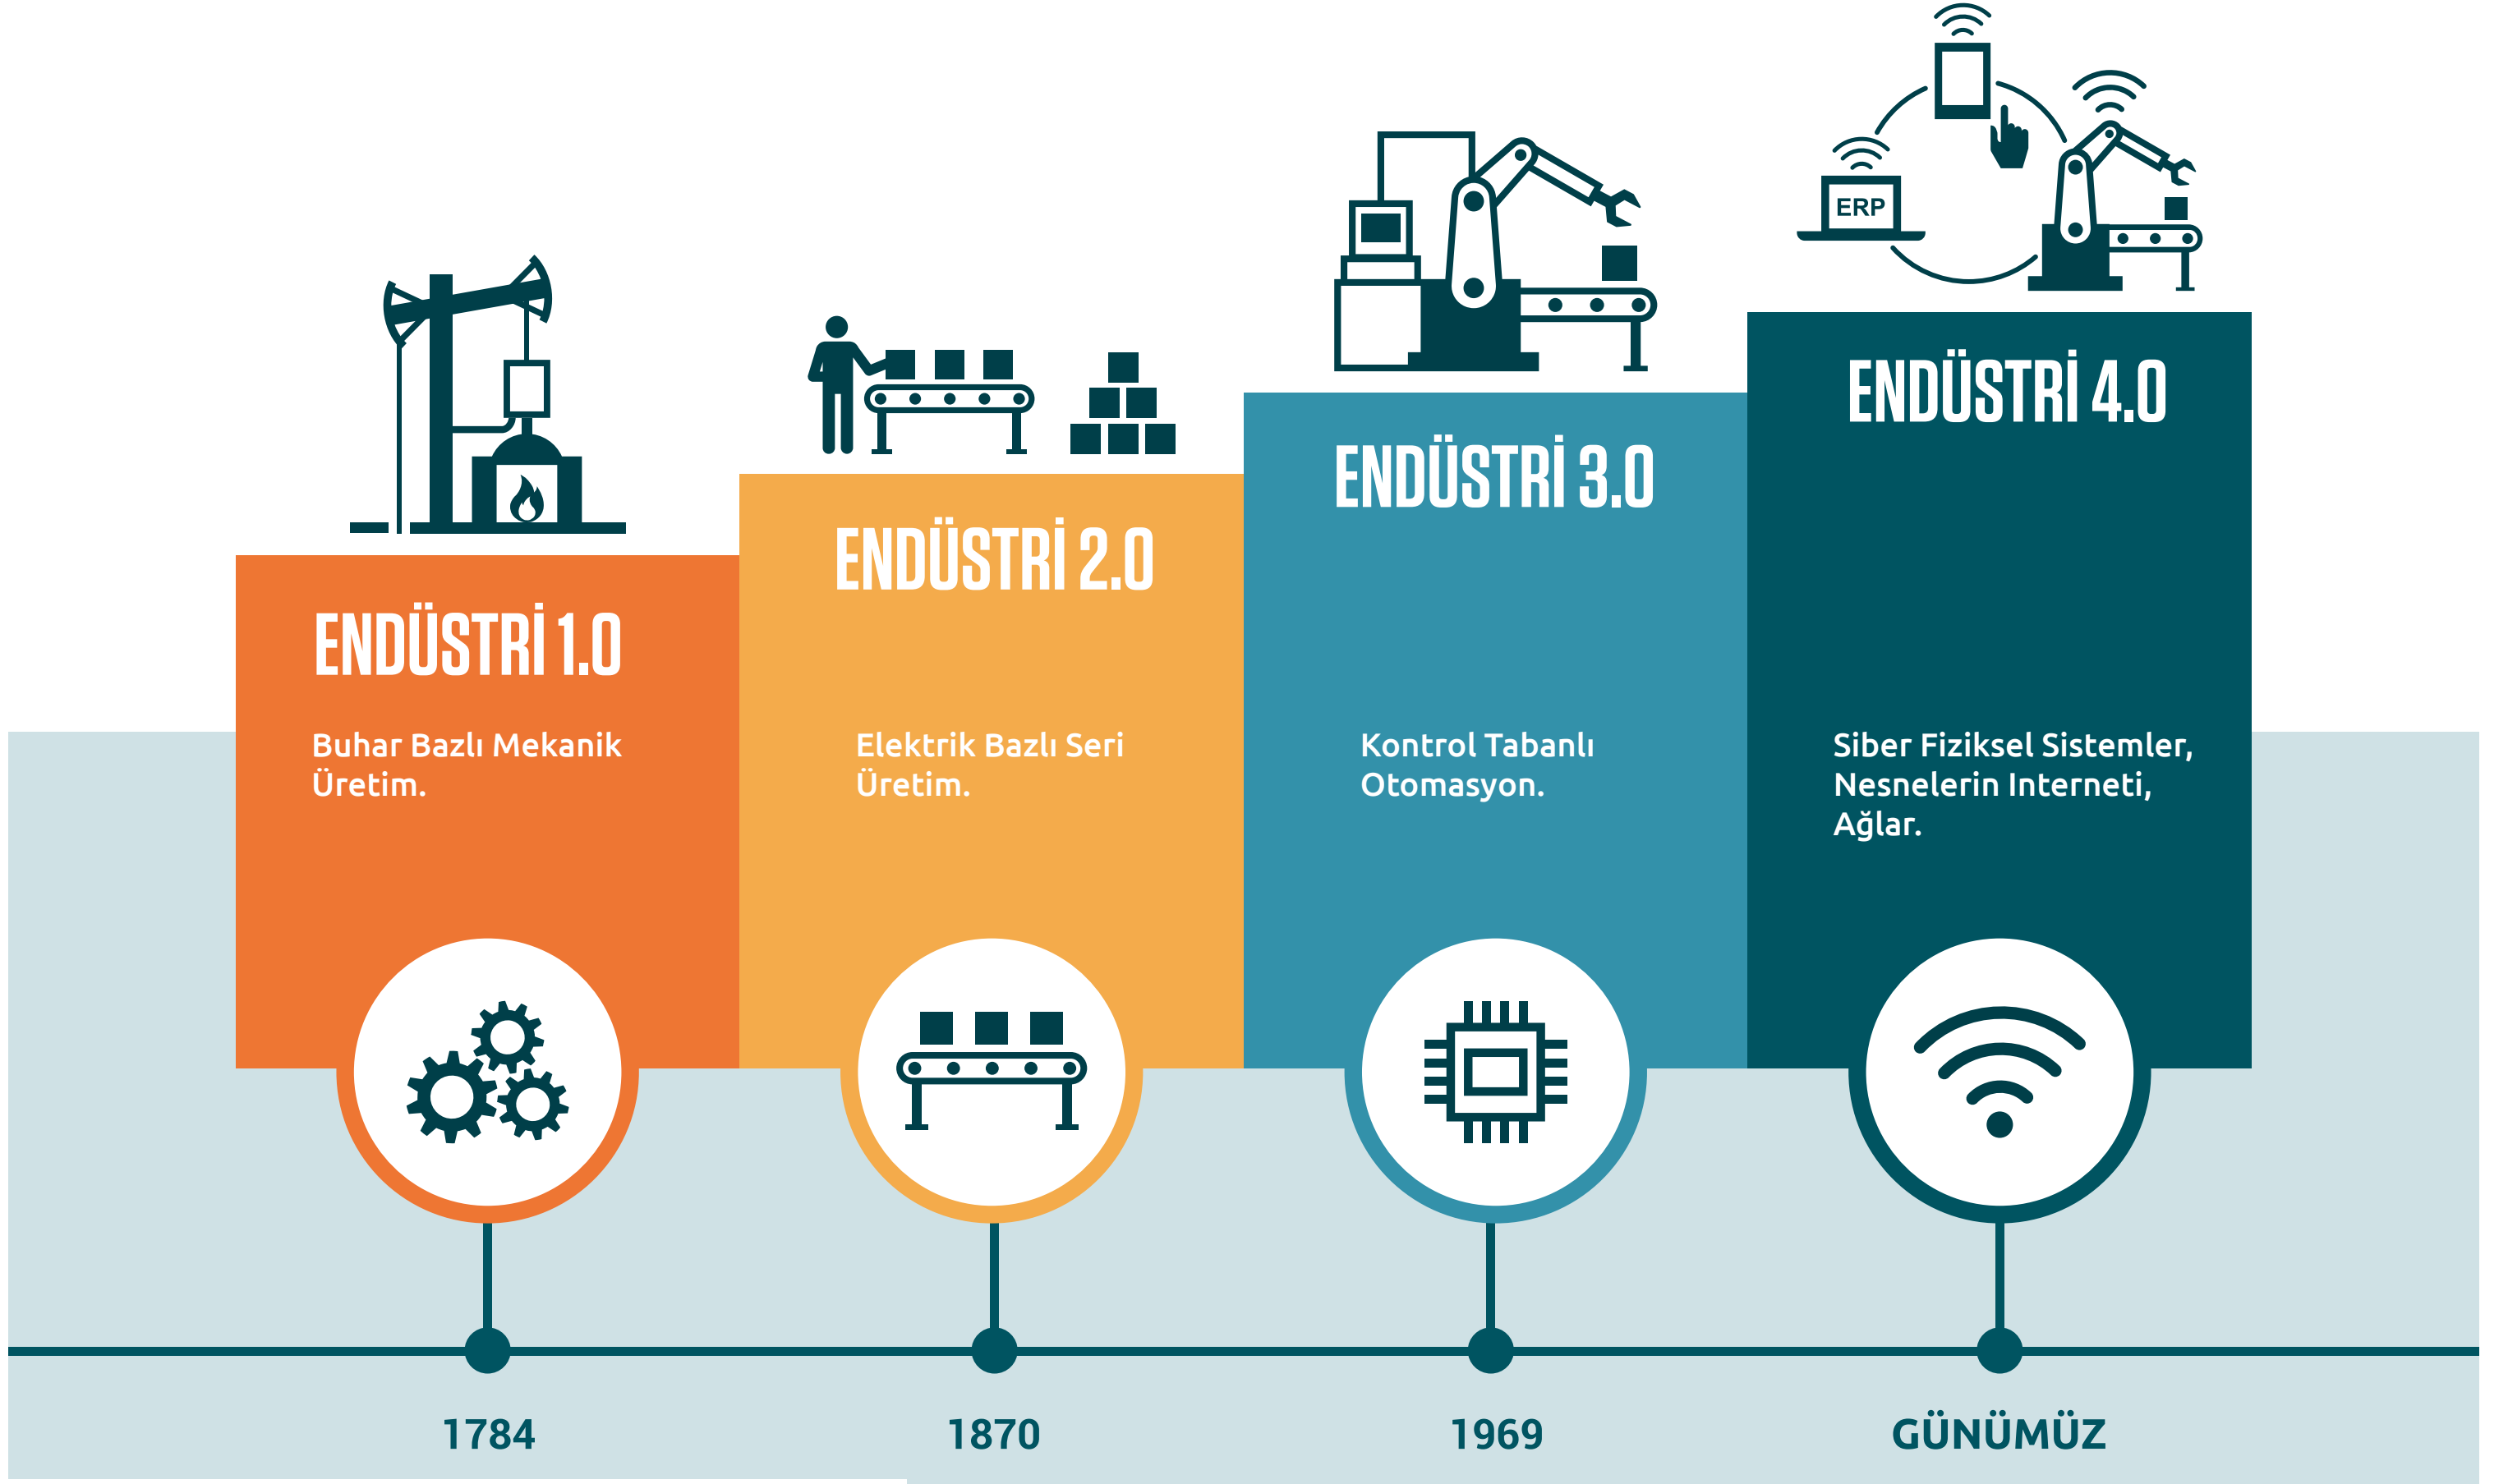 ERP
ENDÜSTRİ 1.0
Buhar Bazlı Mekanik
Üretim.
ENDÜSTRİ 2.0
Elektrik Bazlı Seri
Üretim.
ENDÜSTRİ 3.0
Kontrol Tabanlı
Otomasyon.
ENDÜSTRİ 4.0
Siber Fiziksel Sistemler,
Nesnelerin Interneti,
Ağlar.
1784
1870
1969
GÜNÜMÜZ